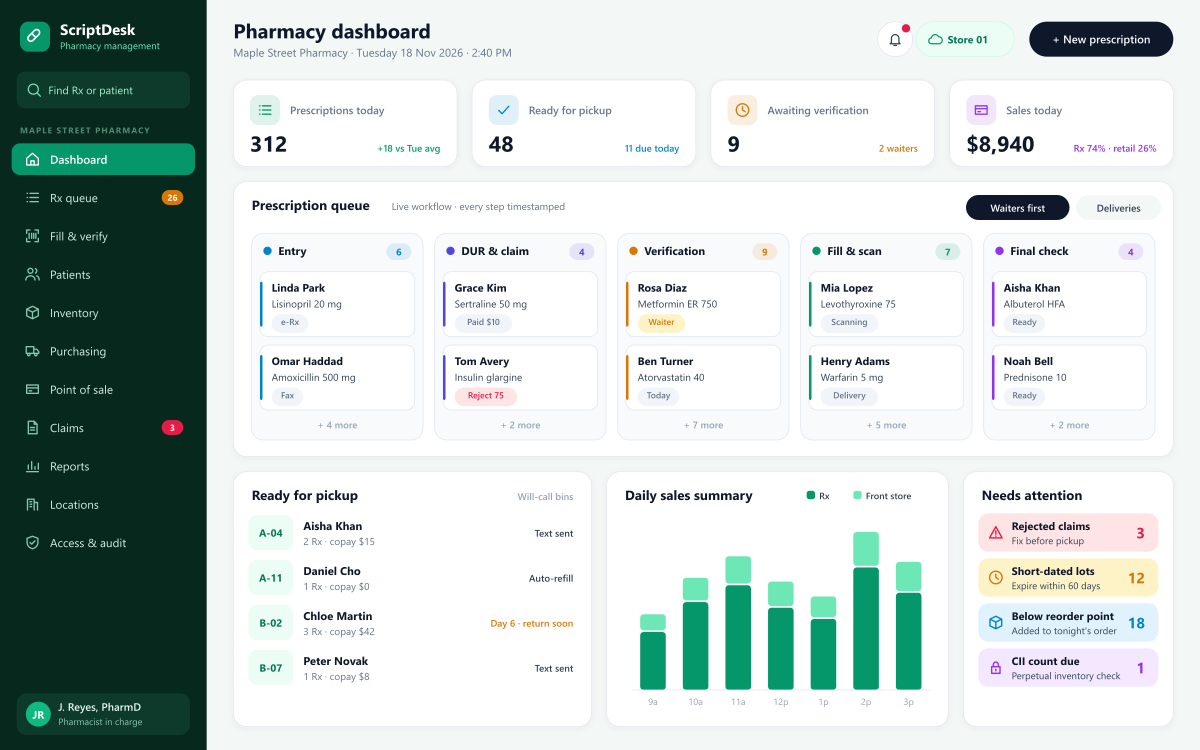 ScriptDesk
Pharmacy management
Find Rx or patient
MAPLE STREET PHARMACY
Dashboard
Rx queue 26
Fill & verify
Patients
Inventory
Purchasing
Point of sale
Claims 3
Reports
Locations
Access & audit
JR
J. Reyes, PharmD
Pharmacist in charge
Pharmacy dashboard
Maple Street Pharmacy · Tuesday 18 Nov 2026 · 2:40 PM
Store 01
+ New prescription
Prescriptions today
312 +18 vs Tue avg
Ready for pickup
48 11 due today
Awaiting verification
9 2 waiters
Sales today
$8,940 Rx 74% · retail 26%
Prescription queue Live workflow · every step timestamped
Waiters first Deliveries
Entry 6
Linda Park
Lisinopril 20 mg
e-Rx
Omar Haddad
Amoxicillin 500 mg
Fax
+ 4 more
DUR & claim 4
Grace Kim
Sertraline 50 mg
Paid $10
Tom Avery
Insulin glargine
Reject 75
+ 2 more
Verification 9
Rosa Diaz
Metformin ER 750
Waiter
Ben Turner
Atorvastatin 40
Today
+ 7 more
Fill & scan 7
Mia Lopez
Levothyroxine 75
Scanning
Henry Adams
Warfarin 5 mg
Delivery
+ 5 more
Final check 4
Aisha Khan
Albuterol HFA
Ready
Noah Bell
Prednisone 10
Ready
+ 2 more
Ready for pickup Will-call bins
A-04 Aisha Khan
2 Rx · copay $15
Text sent
A-11 Daniel Cho
1 Rx · copay $0
Auto-refill
B-02 Chloe Martin
3 Rx · copay $42
Day 6 · return soon
B-07 Peter Novak
1 Rx · copay $8
Text sent
Daily sales summary Rx Front store
9a 10a 11a 12p 1p 2p 3p
Needs attention
Rejected claims
Fix before pickup
3
Short-dated lots
Expire within 60 days
12
Below reorder point
Added to tonight's order
18
CII count due
Perpetual inventory check
1